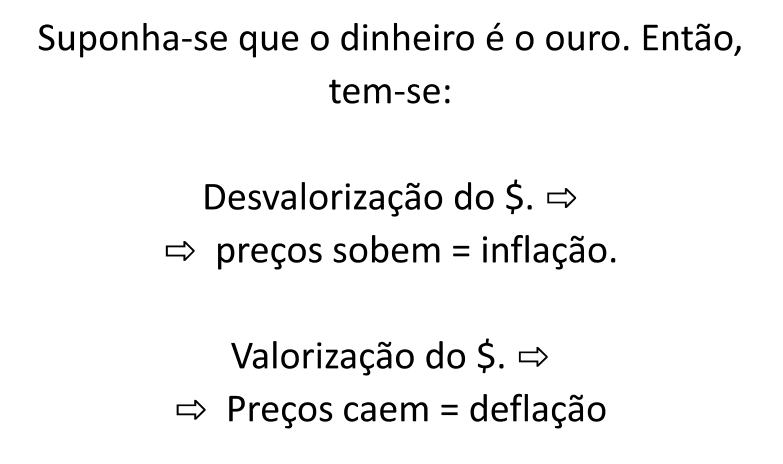 Suponha-se que o dinheiro é o ouro. Então,
tem-se:
Desvalorização do $. ⇨
⇨ preços sobem = inflação.
Valorização do $. ⇨
⇨ Preços caem = deflação